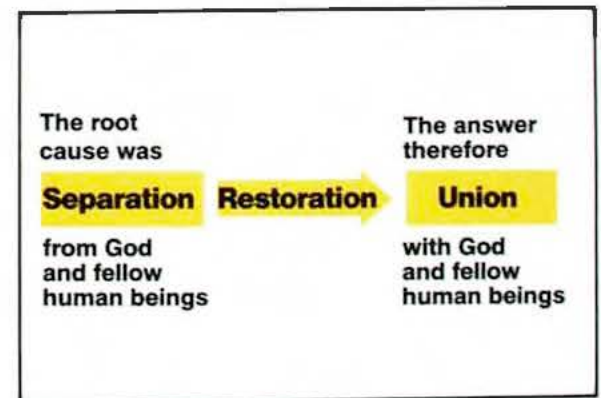 The root
cause was
Separation
from God
and fellow
human beings
Restoration
The answer
therefore
Union
with God
and fellow
human beings